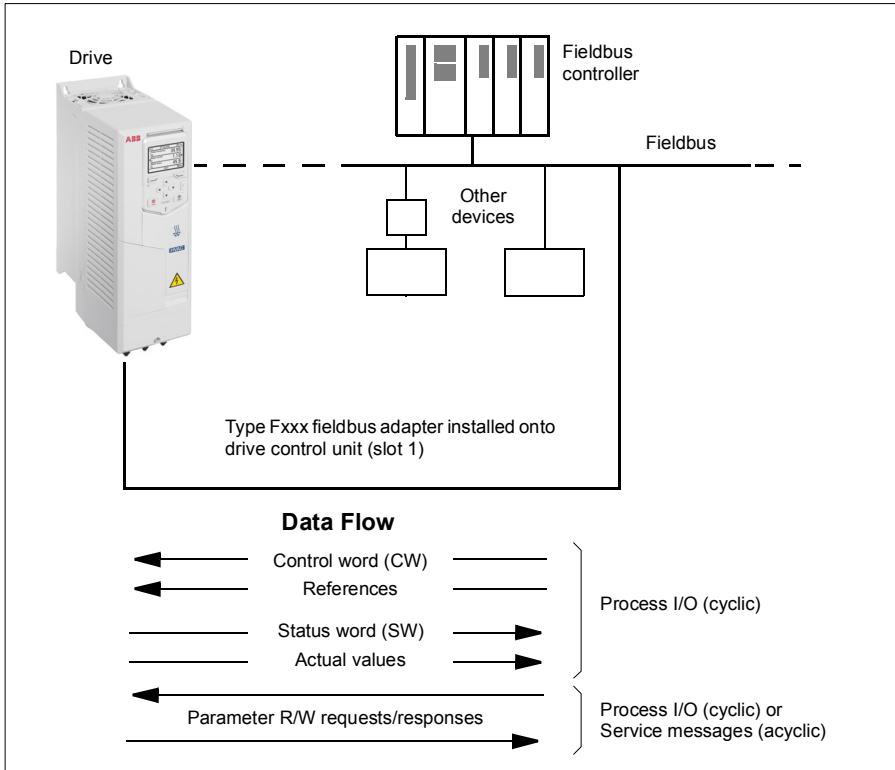 Drive
Fieldbus
controller
Fieldbus
ABB
Other
devices
Type Fxxx fieldbus adapter installed onto
drive control unit (slot 1)
Data Flow
Control word (CW)
References
Process I/O (cyclic)
Status word (SW)
Actual values
Parameter R/W requests/responses
Process I/O (cyclic) or
Service messages (acyclic)